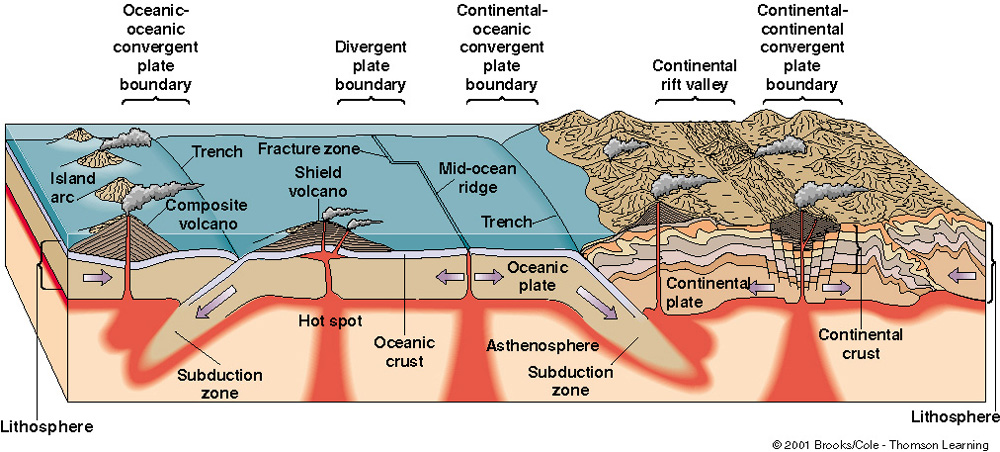 Oceanic-
oceanic
convergent
plate
boundary
Divergent
plate
boundary
Continental-
oceanic
convergent
plate
boundary
Continental
rift valley
Continental-
continental
convergent
plate
boundary
Trench
Fracture zone
Island
arc
Composite
volcano
Shield
volcano
Mid-ocean
ridge
Trench
Oceanic
plate
Continental
plate
Hot spot
Oceanic
crust
Asthenosphere
Continental
crust
Subduction
zone
Subduction
zone
Lithosphere
Lithosphere
© 2001 Brooks/Cole - Thomson Learning